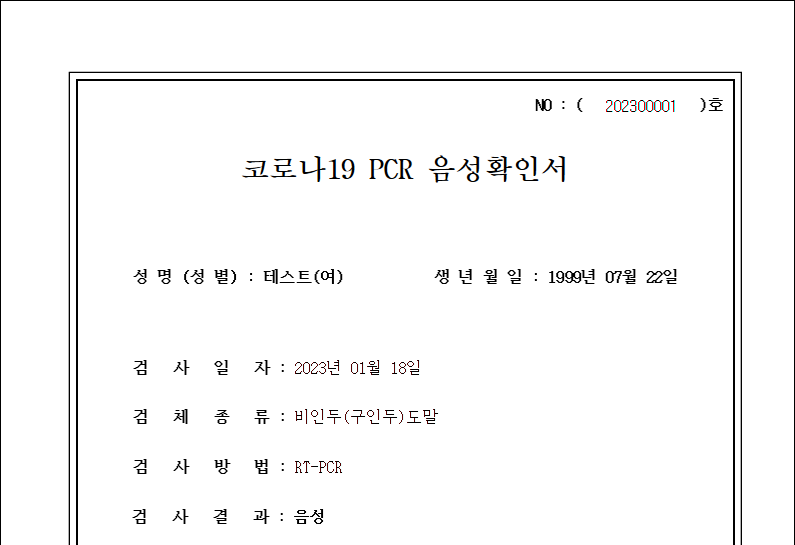 NO : ( 202300001 )호
코로나19 PCR 음성확인서
성 명 (성 별) : 테스트(여) 생 년 월 일 : 1999년 07월 22일
검 사 일 자 : 2023년 01월 18일
검 체 종 류 : 비인두(구인두)도말
검 사 방 법 : RT-PCR
검 사 결 과 : 음성